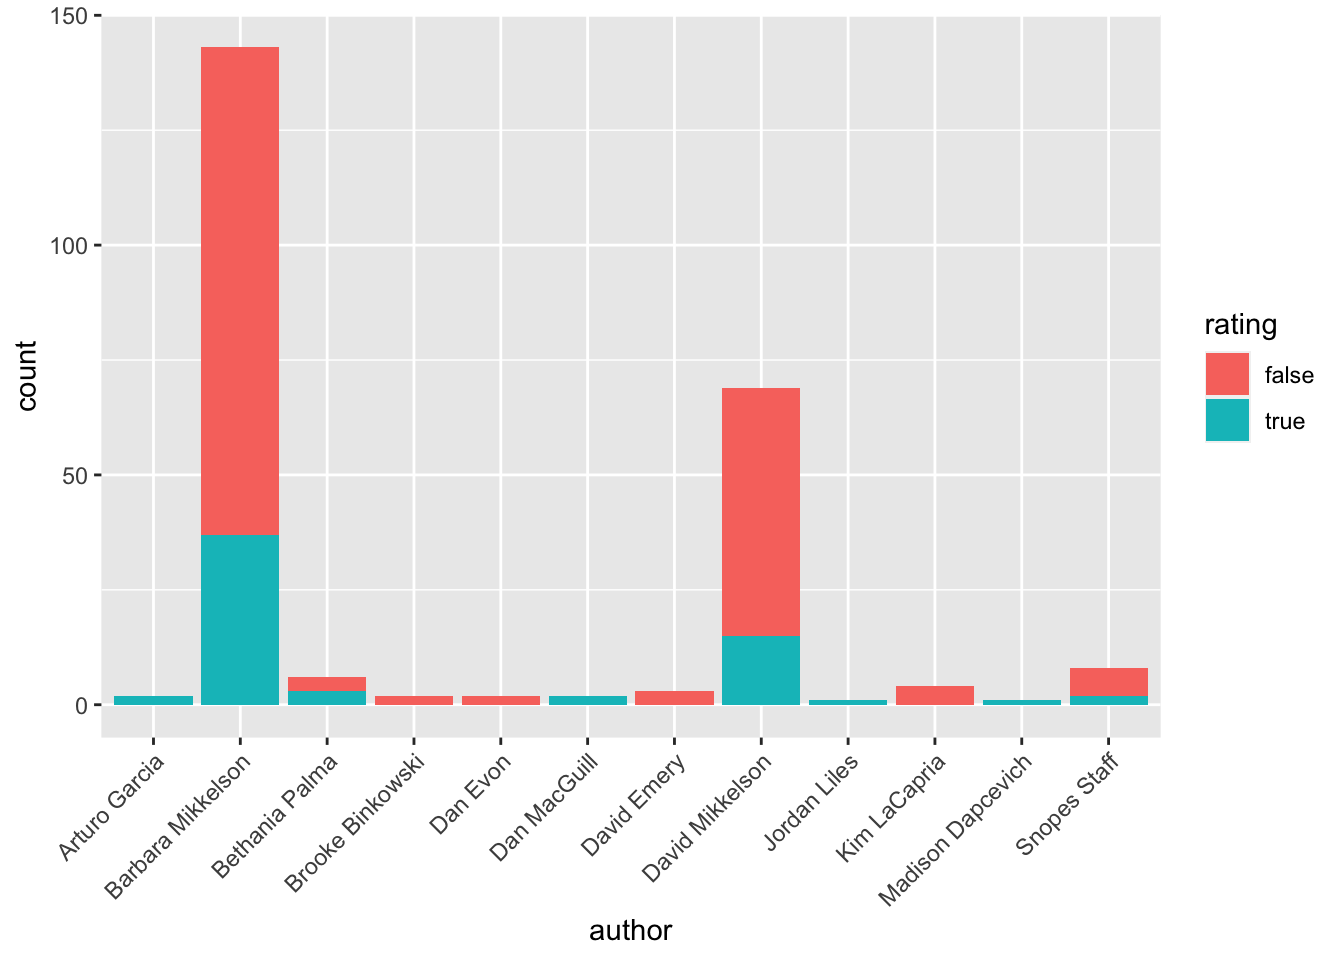 150
100
50
0
count
Arturo Garcia
Barbara Mikkelson
Bethania Palma
Brooke Binkowski
Dan Evon
Dan MacGuill
David Emery
David Mikkelson
Jordan Liles
Kim LaCapria
Madison Dapcevich
Snopes Staff
author
rating
false
true